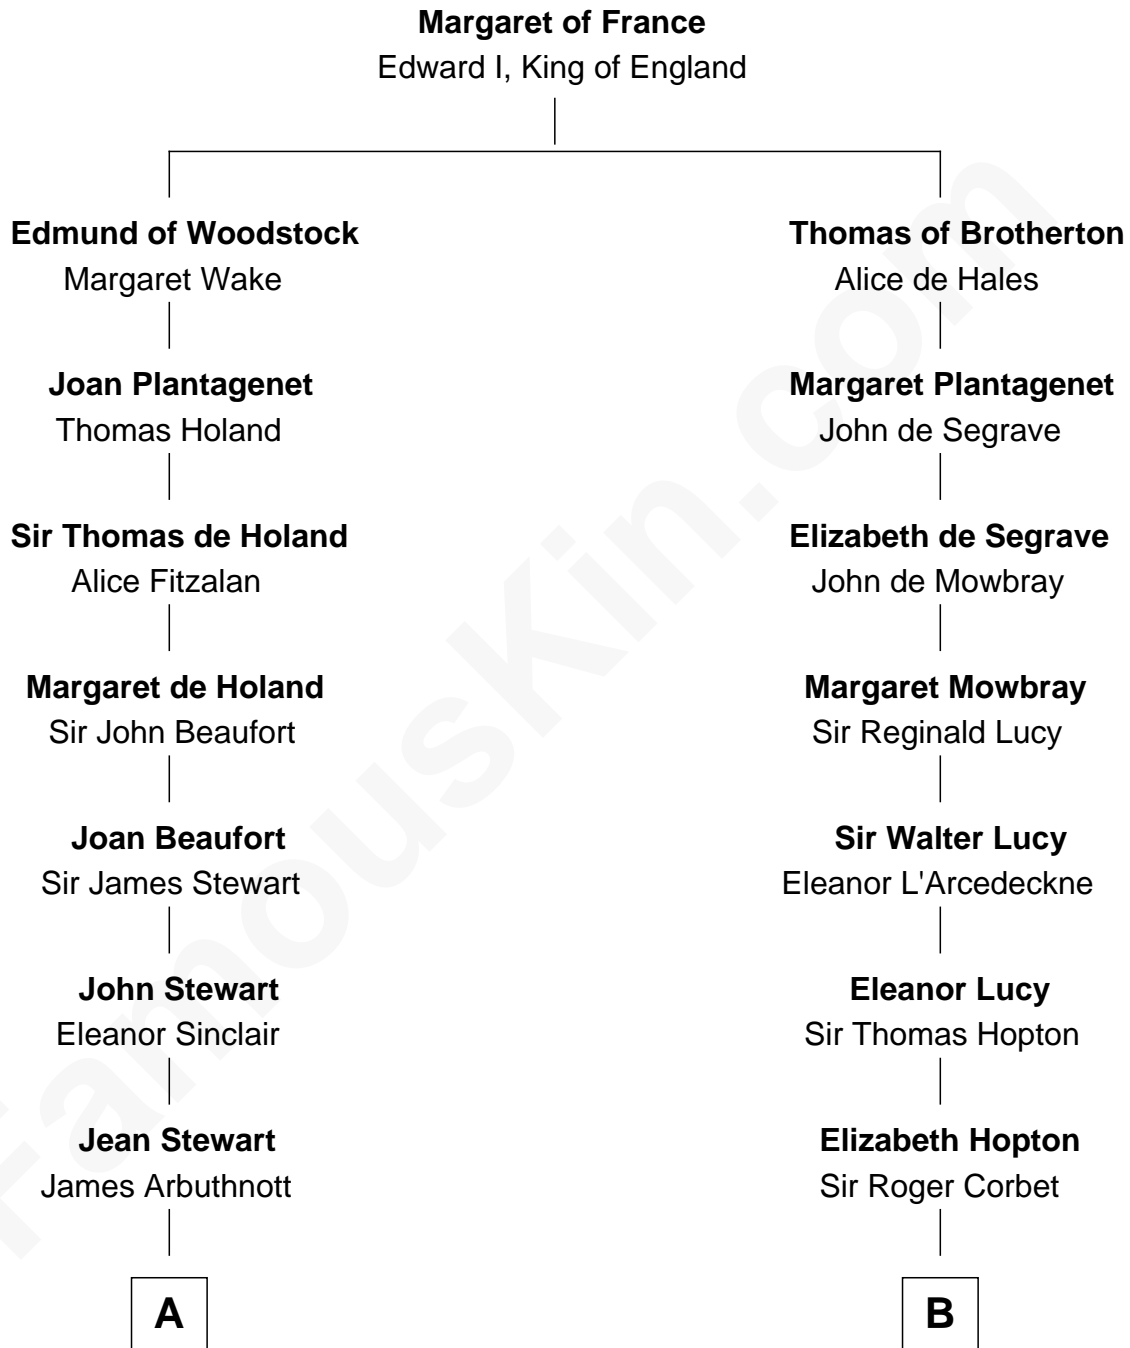 Margaret of France
Edward I, King of England
Edmund of Woodstock
Margaret Wake
Thomas of Brotherton
Alice de Hales
Joan Plantagenet
Thomas Holand
Margaret Plantagenet
John de Segrave
Sir Thomas de Holand
Alice Fitzalan
Elizabeth de Segrave
John de Mowbray
Margaret de Holand
Sir John Beaufort
Margaret Mowbray
Sir Reginald Lucy
Joan Beaufort
Sir James Stewart
Sir Walter Lucy
Eleanor L'Arcedeckne
John Stewart
Eleanor Sinclair
Eleanor Lucy
Sir Thomas Hopton
Jean Stewart
James Arbuthnott
Elizabeth Hopton
Sir Roger Corbet
A
B
FamousKin.com